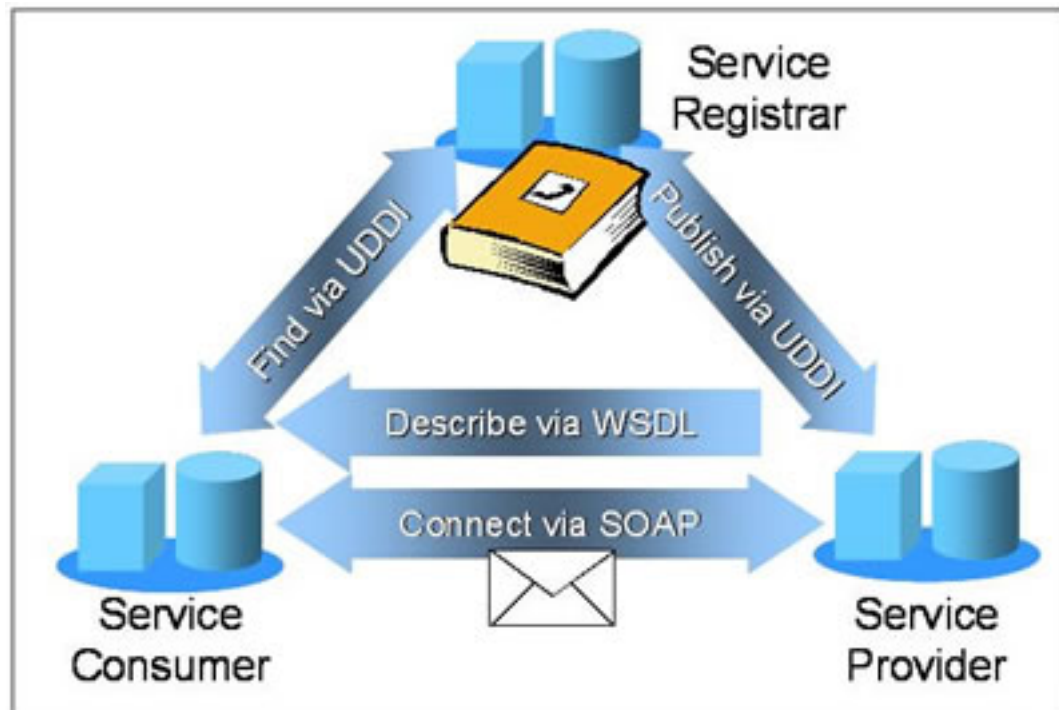 Service
Registrar
Find via UDDI
Publish via UDDI
Describe via WSDL
Connect via SOAP
Service
Consumer
Service
Provider